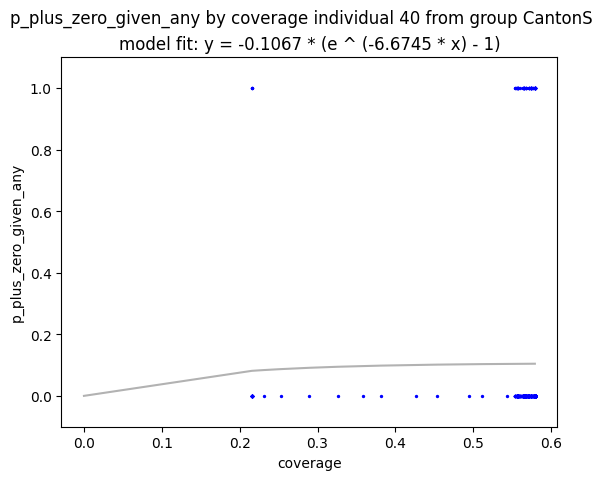 p_plus_zero_given_any by coverage individual 40 from group CantonS
model fit: y = -0.1067 * (e ^ (-6.6745 * x) - 1)
1.0
0.8
0.6
0.4
0.2
0.0
p_plus_zero_given_any
0.0 0.1 0.2 0.3 0.4 0.5 0.6
coverage